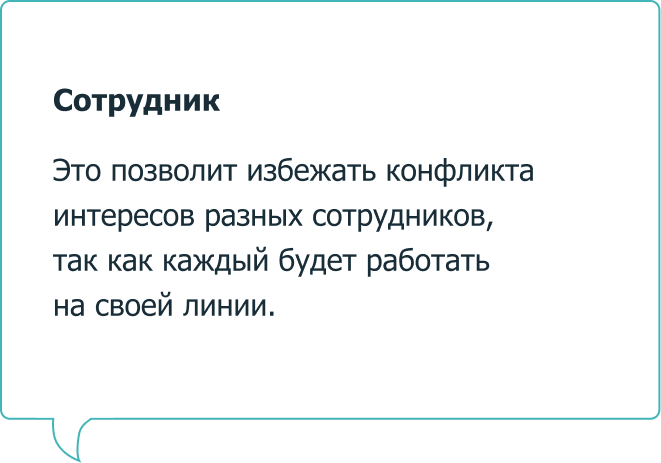 Сотрудник
Это позволит избежать конфликта
интересов разных сотрудников,
так как каждый будет работать
на своей линии.